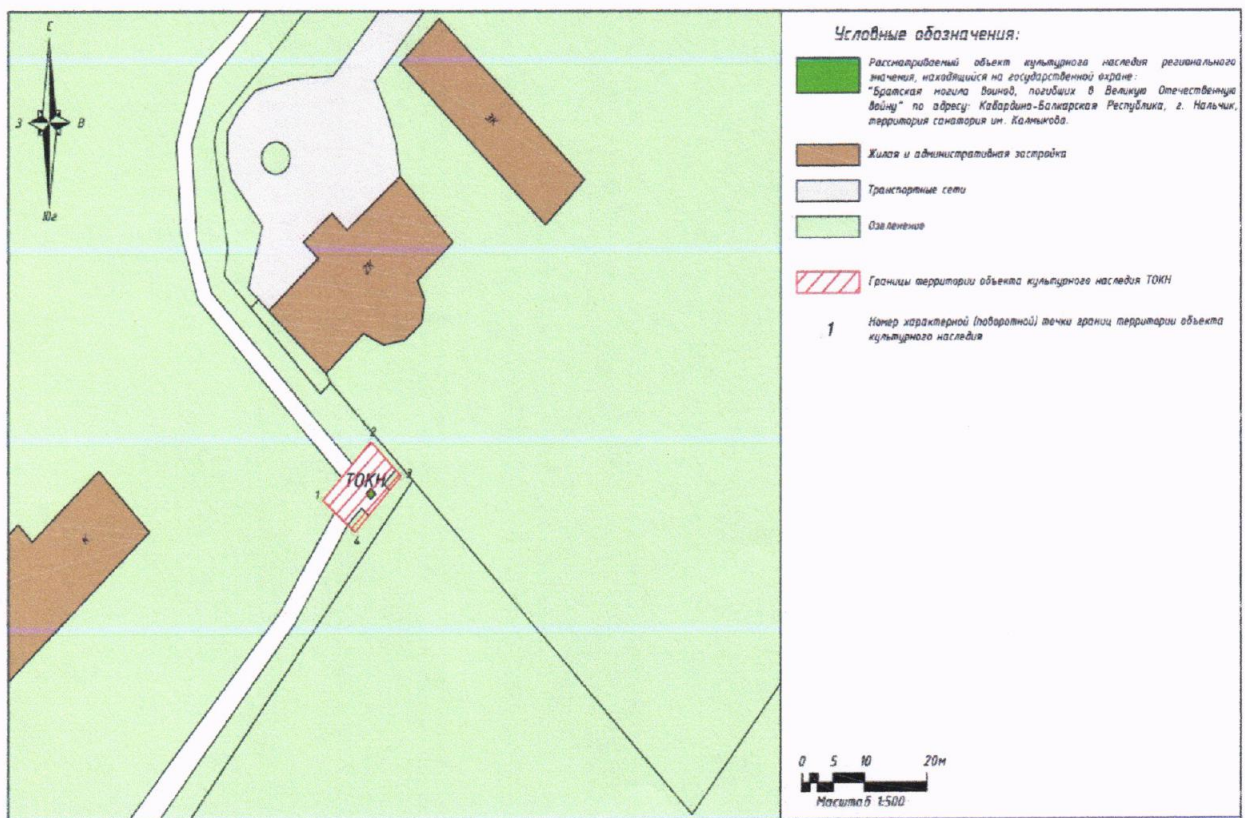 С
З В
Юг
2
ТОКН 3
1
4
Условные обозначения:
Рассматриваемый объект культурного наследия регионального
значения, находящийся на государственной охране:
"Братская могила воинов, погибших в Великую Отечественную
войну" по адресу: Кабардино-Балкарская Республика, г. Нальчик,
территория санатория им. Калмыкова.
Жилая и административная застройка
Транспортные сети
Озеленение
Границы территории объекта культурного наследия ТОКН
1 Номер характерной (поворотной) точки границ территории объекта
культурного наследия
0 5 10 20м
Масштаб 1:500